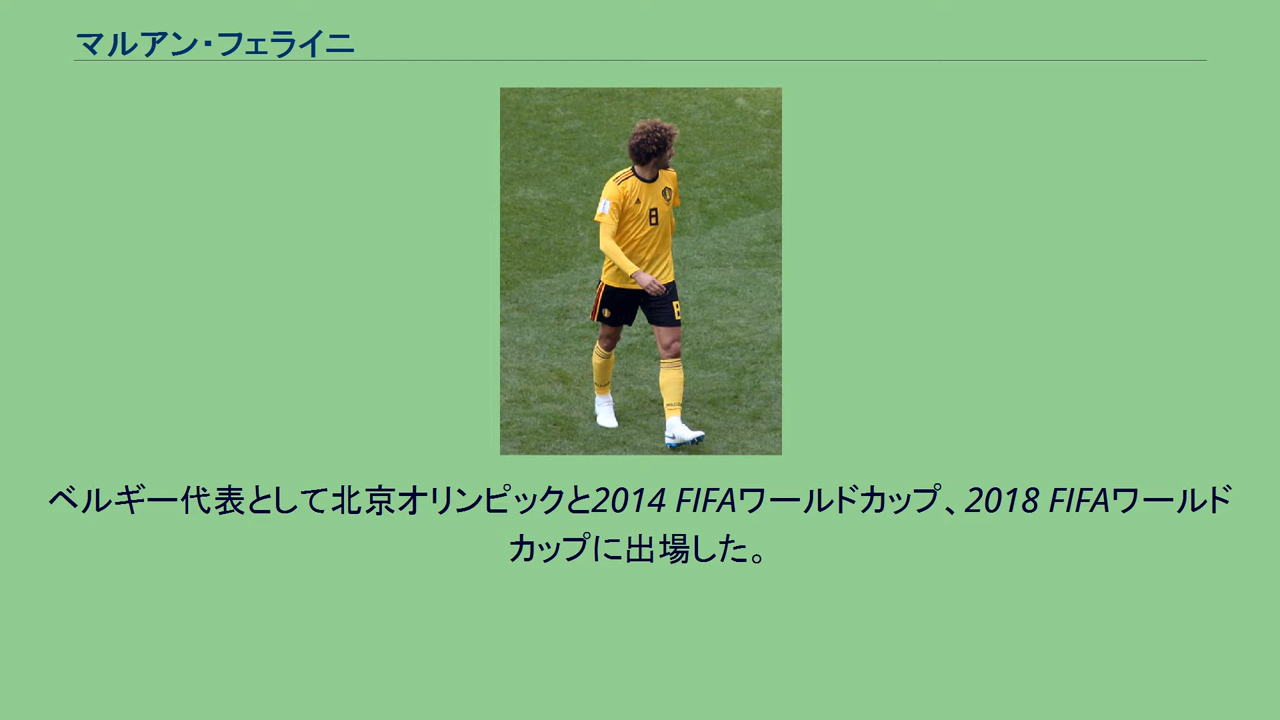 マルアン・フェライニ
8
8
ベルギー代表として北京オリンピックと2014 FIFAワールドカップ、2018 FIFAワールド
カップに出場した。